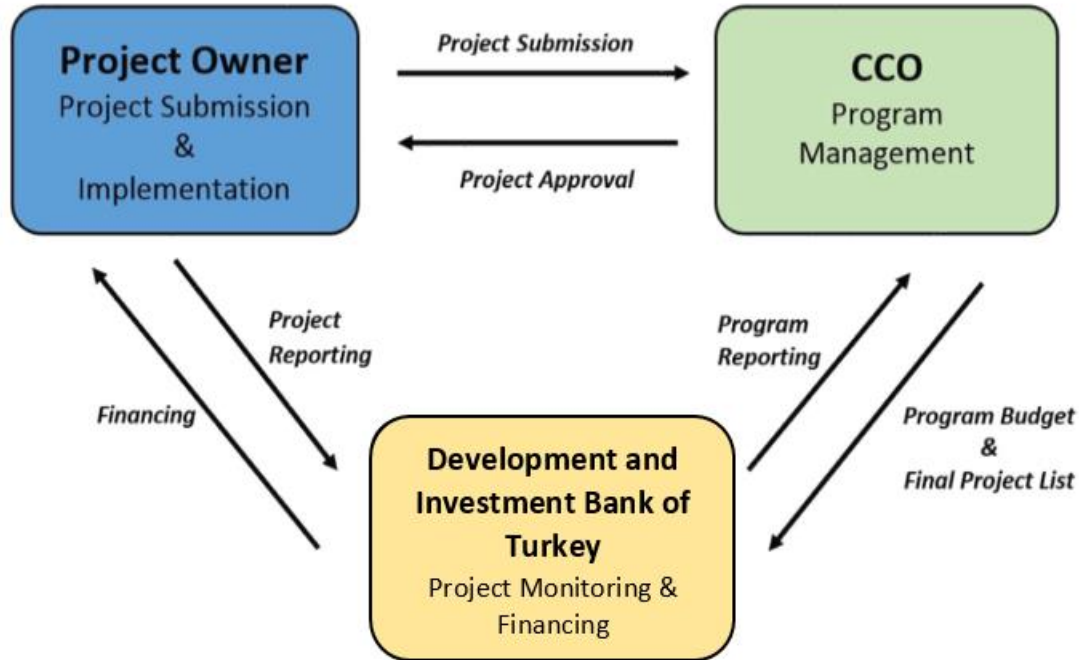 Project Owner
Project Submission
&
Implementation
Project Submission
Project Approval
CCO
Program
Management
Project
Reporting
Financing
Program
Reporting
Program Budget
&
Final Project List
Development and
Investment Bank of
Turkey
Project Monitoring &
Financing